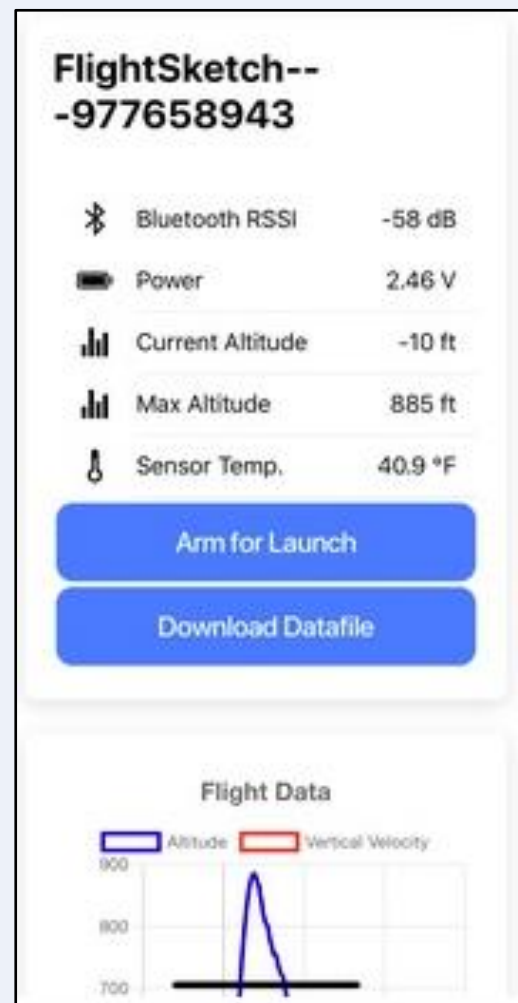 FlightSketch--
-977658943
Bluetooth RSSI -58 dB
Power 2.46 V
Current Altitude -10 ft
Max Altitude 885 ft
Sensor Temp. 40.9 °F
Arm for Launch
Download Datafile
Flight Data
Altitude Vertical Velocity
900
800
700